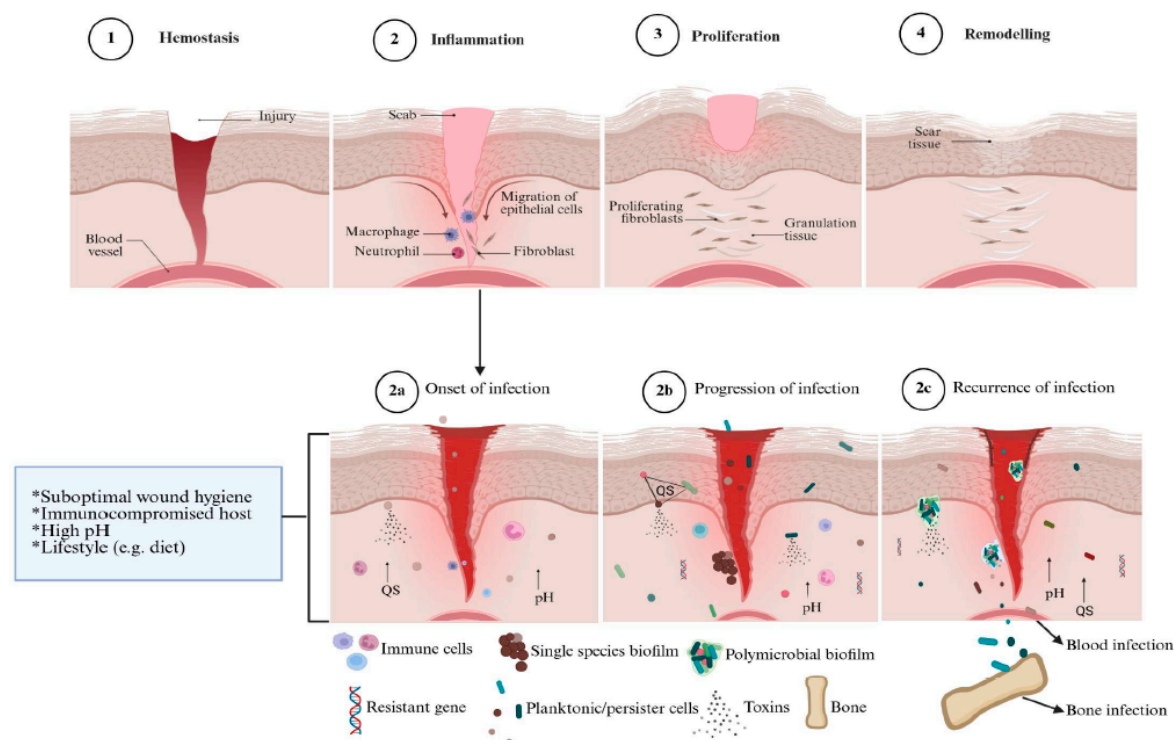 1 Hemostasis
2 Inflammation
3 Proliferation
4 Remodelling
Injury
Blood
vessel
Scab
Migration of
epithelial cells
Macrophage
Neutrophil
Fibroblast
Proliferating
fibroblasts
Granulation
tissue
Scar
tissue
2a Onset of infection
2b Progression of infection
2c Recurrence of infection
*Suboptimal wound hygiene
*Immunocompromised host
*High pH
*Lifestyle (e.g. diet)
QS
pH
QS
pH
pH
QS
Immune cells
Single species biofilm
Polymicrobial biofilm
Blood infection
Resistant gene
Planktonic/persister cells
Toxins
Bone
Bone infection